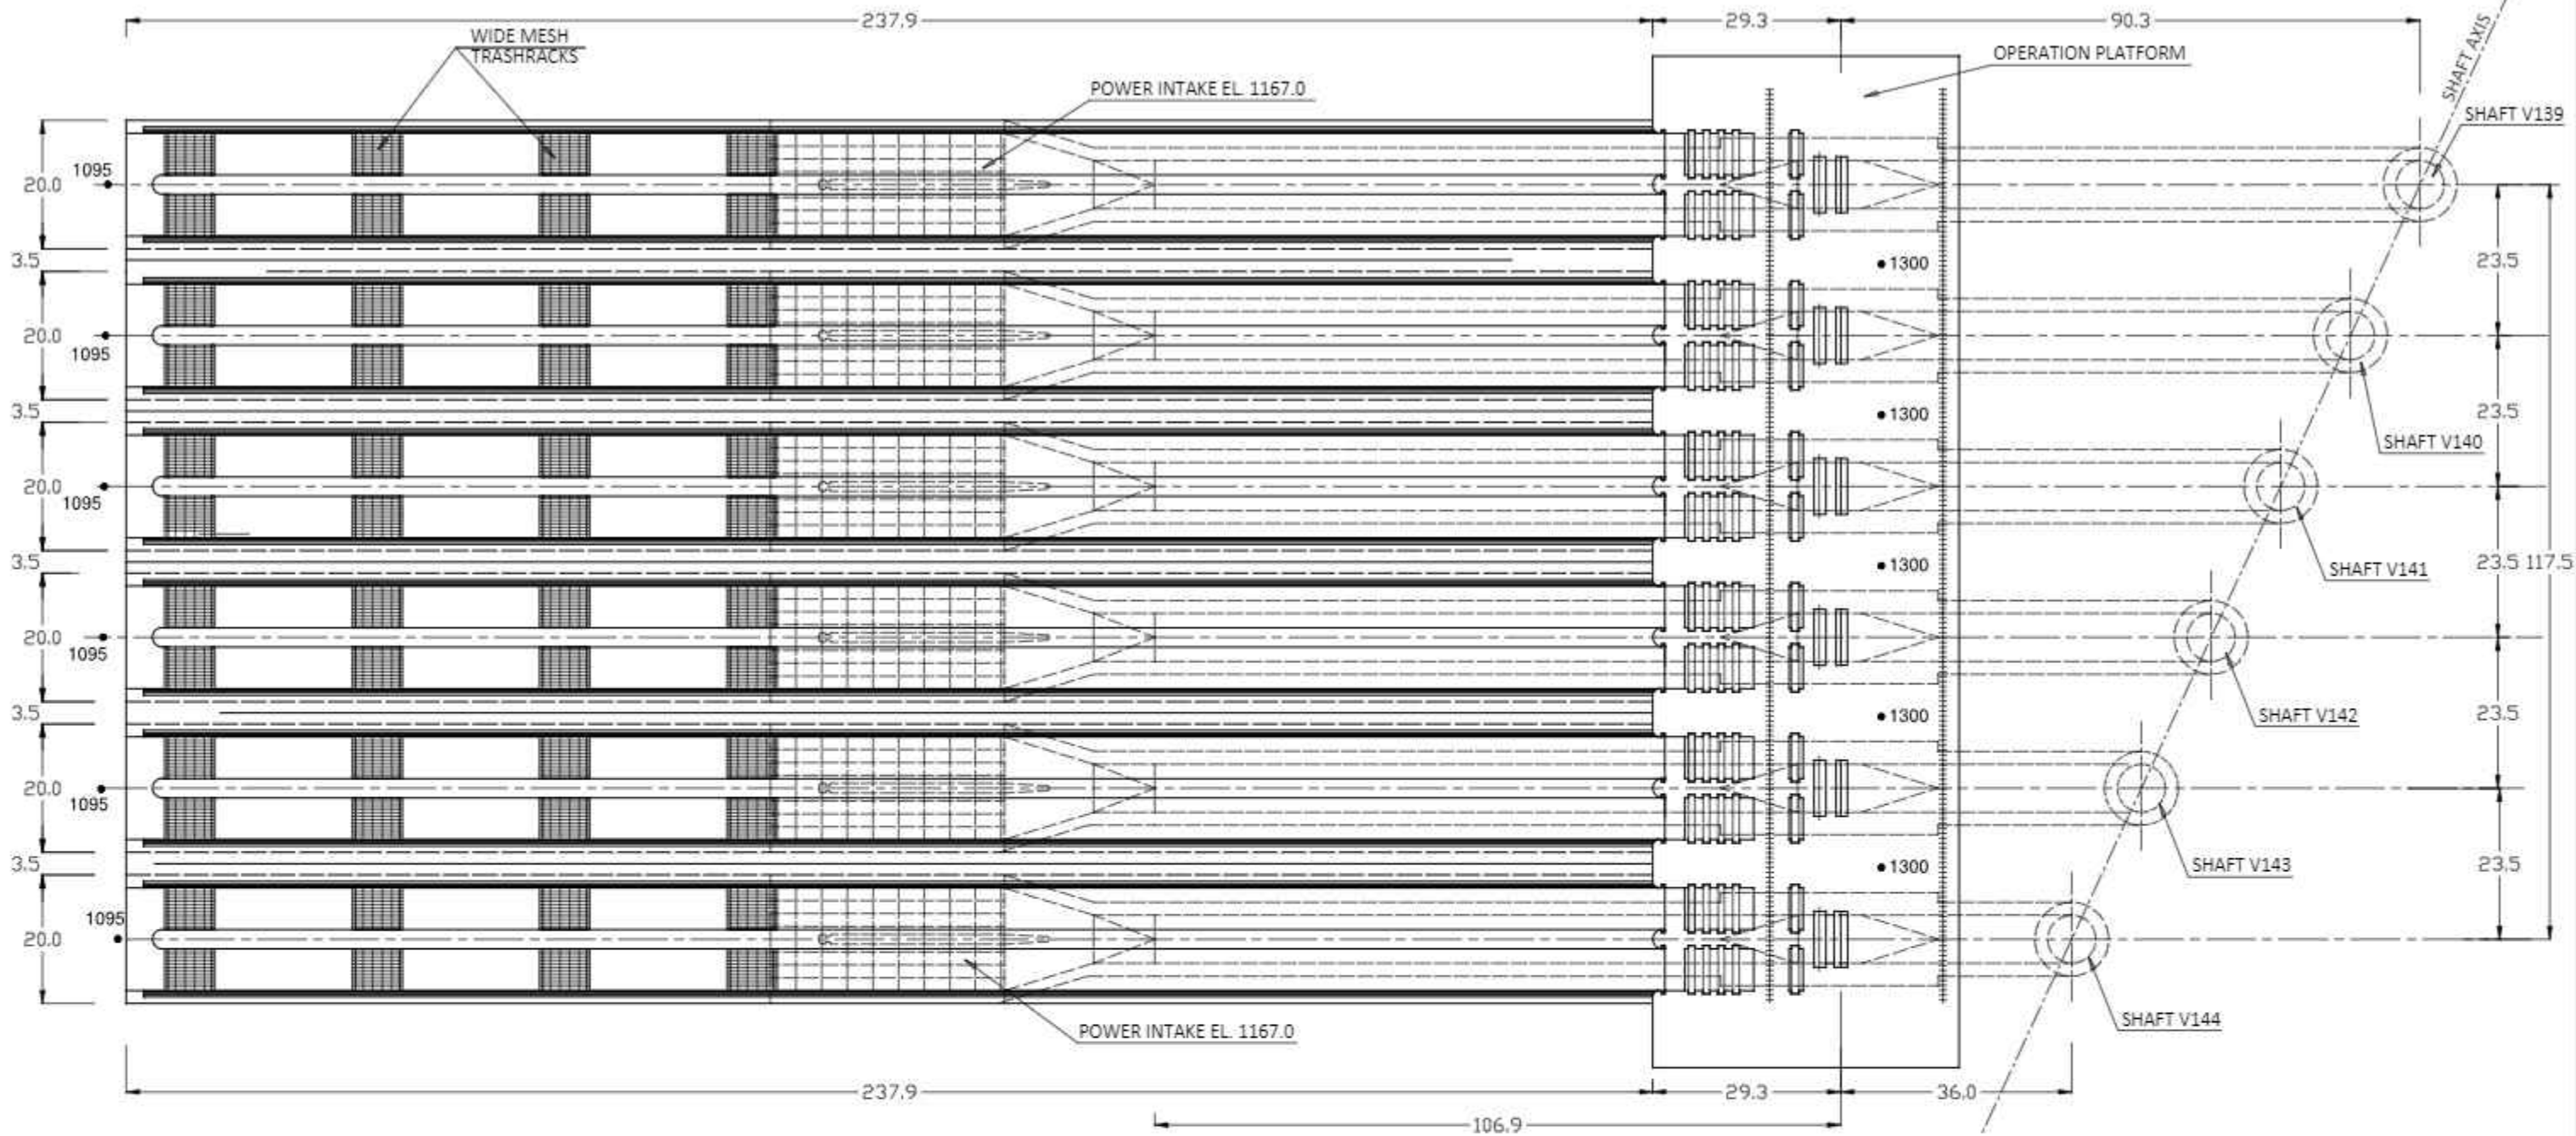 237.9
29.3
90.3
WIDE MESH
TRASHRACKS
OPERATION PLATFORM
SHAFT AXIS
POWER INTAKE EL. 1167.0
SHAFT V139
1095
20.0
3.5
1300
23.5
20.0
1095
3.5
1300
23.5
SHAFT V140
20.0
1095
3.5
1300
SHAFT V141
23.5
117.5
20.0
1095
3.5
1300
SHAFT V142
23.5
20.0
1095
3.5
1300
SHAFT V143
23.5
1095
20.0
SHAFT V144
POWER INTAKE EL. 1167.0
237.9
29.3
36.0
106.9